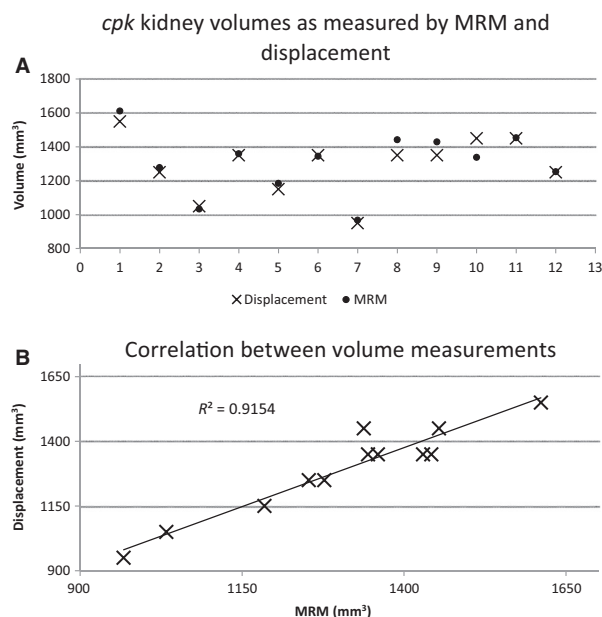 cpk kidney volumes as measured by MRM and
displacement
A
1800
1600
1400
1200
1000
800
Volume (mm³)
0 1 2 3 4 5 6 7 8 9 10 11 12 13
Displacement MRM
B
Correlation between volume measurements
1650
1400
1150
900
Displacement (mm³)
R² = 0.9154
900 1150 1400 1650
MRM (mm³)